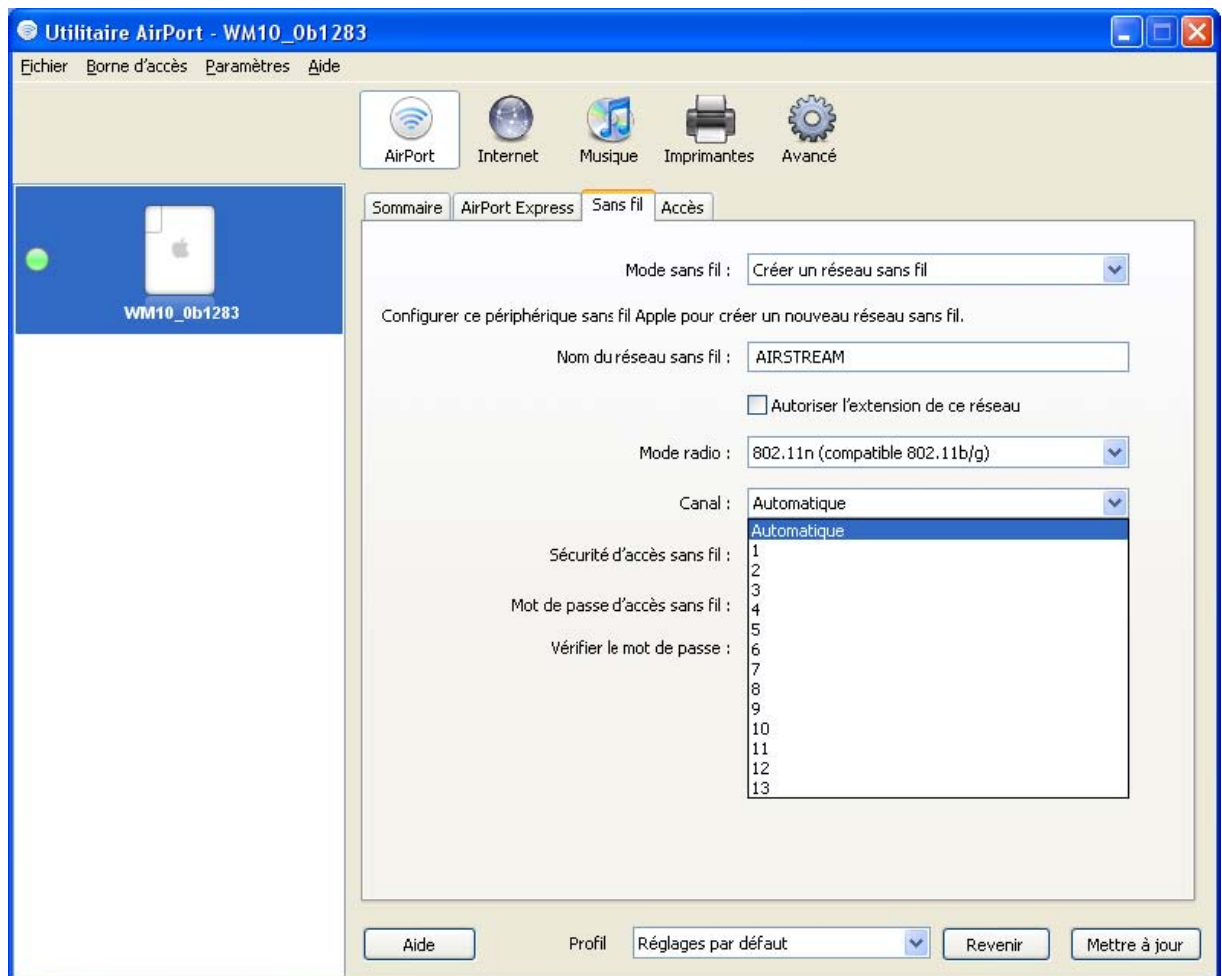 Utilitaire AirPort - WM10_0b1283
Fichier Borne d'accès Paramètres Aide
AirPort Internet Musique Imprimantes Avancé
WM10_0b1283
Sommaire AirPort Express Sans fil Accès
Mode sans fil : Créer un réseau sans fil
Configurer ce périphérique sans fil Apple pour créer un nouveau réseau sans fil.
Nom du réseau sans fil : AIRSTREAM
Autoriser l'extension de ce réseau
Mode radio : 802.11n (compatible 802.11b/g)
Canal : Automatique
Automatique
1
Sécurité d'accès sans fil :
2
3
Mot de passe d'accès sans fil :
4
5
Vérifier le mot de passe :
6
7
8
9
10
11
12
13
Aide Profil Réglages par défaut Revenir Mettre à jour